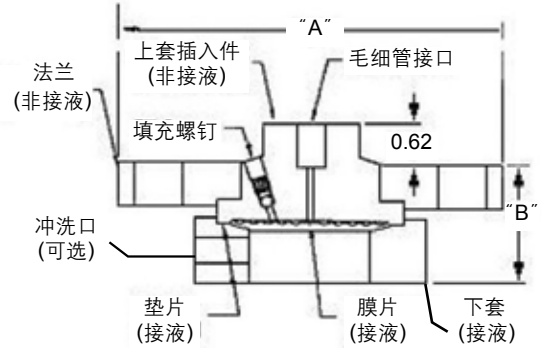 “A”
上套插入件
(非接液)
毛细管接口
法兰
(非接液)
填充螺钉
0.62
“B”
冲洗口
(可选)
垫片
(接液)
膜片
(接液)
下套
(接液)